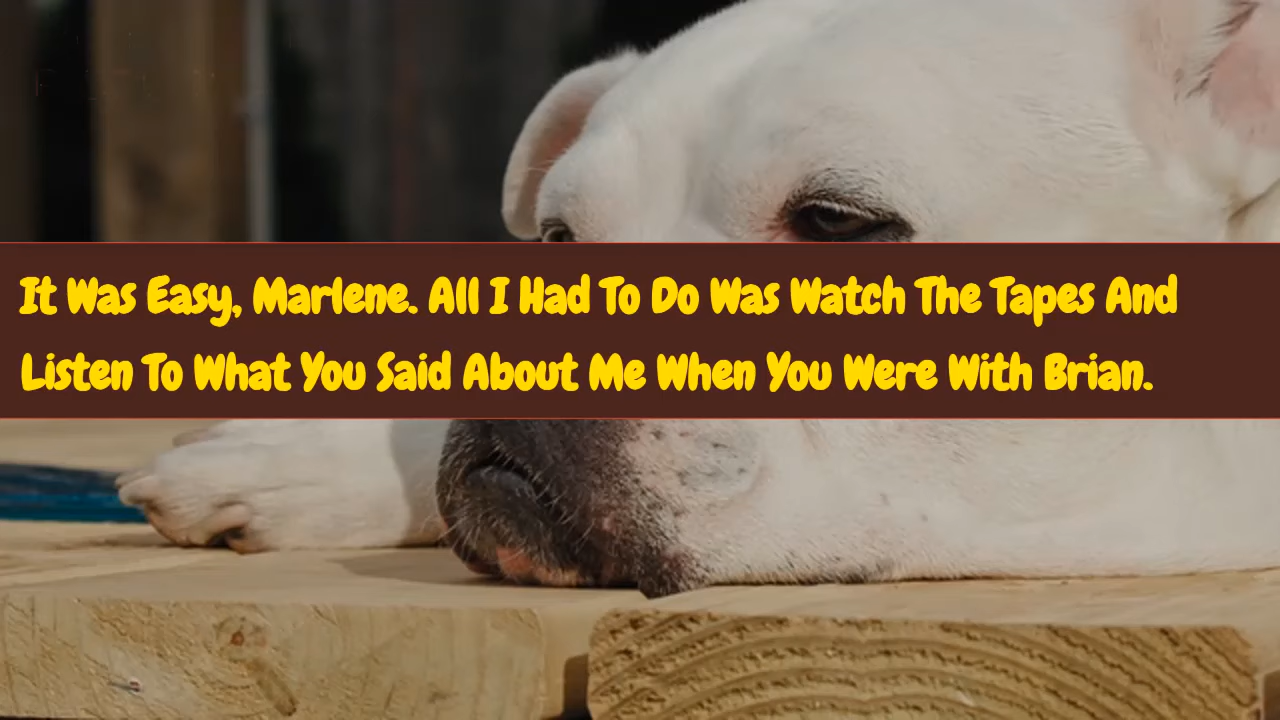 It Was Easy, Marlene. All I Had To Do Was Watch The Tapes And
Listen To What You Said About Me When You Were With Brian.